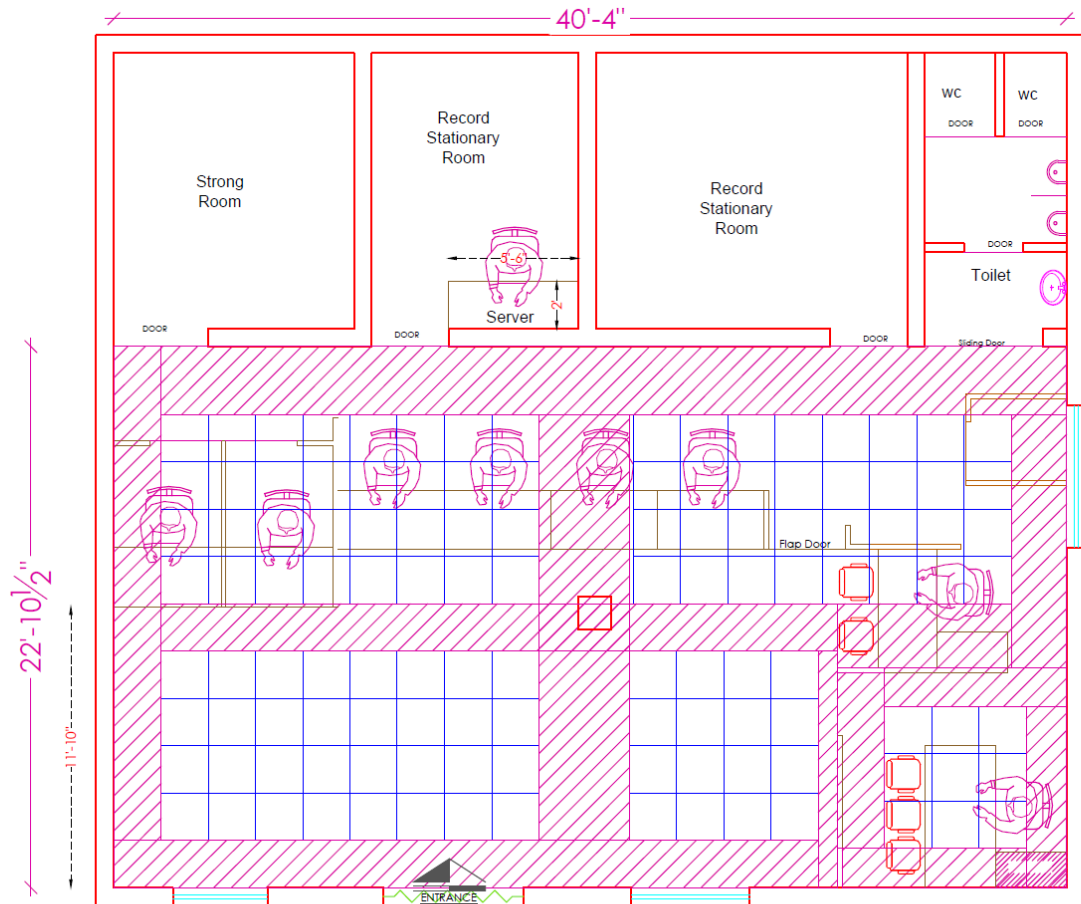 40'-4"
WC
WC
DOOR
DOOR
Record
Stationary
Room
Strong
Room
Record
Stationary
Room
5'-6"
DOOR
Toilet
2'
Server
DOOR
DOOR
DOOR
Sliding Door
Flap Door
22'-10½"
11'-10"
ENTRANCE